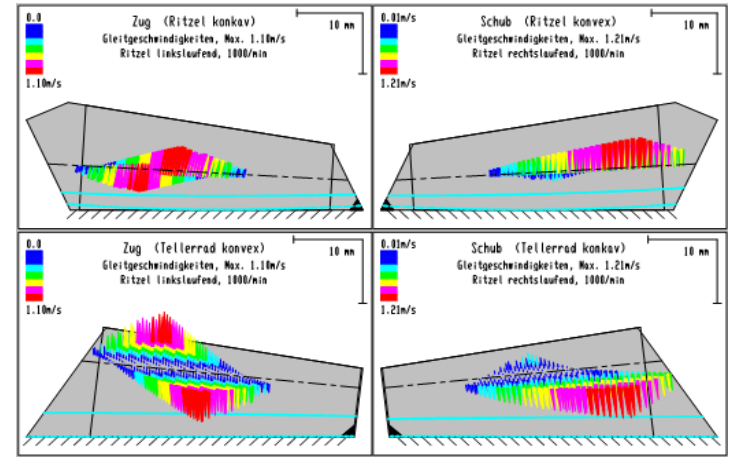 0.0
Zug (Ritzel konkav)
10 mm
Gleitgeschwindigkeiten, Max. 1.10m/s
Ritzel linkslaufend, 1000/min
1.10m/s
0.01m/s
Schub (Ritzel konvex)
10 mm
Gleitgeschwindigkeiten, Max. 1.21m/s
Ritzel rechtslaufend, 1000/min
1.21m/s
0.0
Zug (Tellerrad konvex)
10 mm
Gleitgeschwindigkeiten, Max. 1.10m/s
Ritzel linkslaufend, 1000/min
1.10m/s
0.01m/s
Schub (Tellerrad konkav)
10 mm
Gleitgeschwindigkeiten, Max. 1.21m/s
Ritzel rechtslaufend, 1000/min
1.21m/s